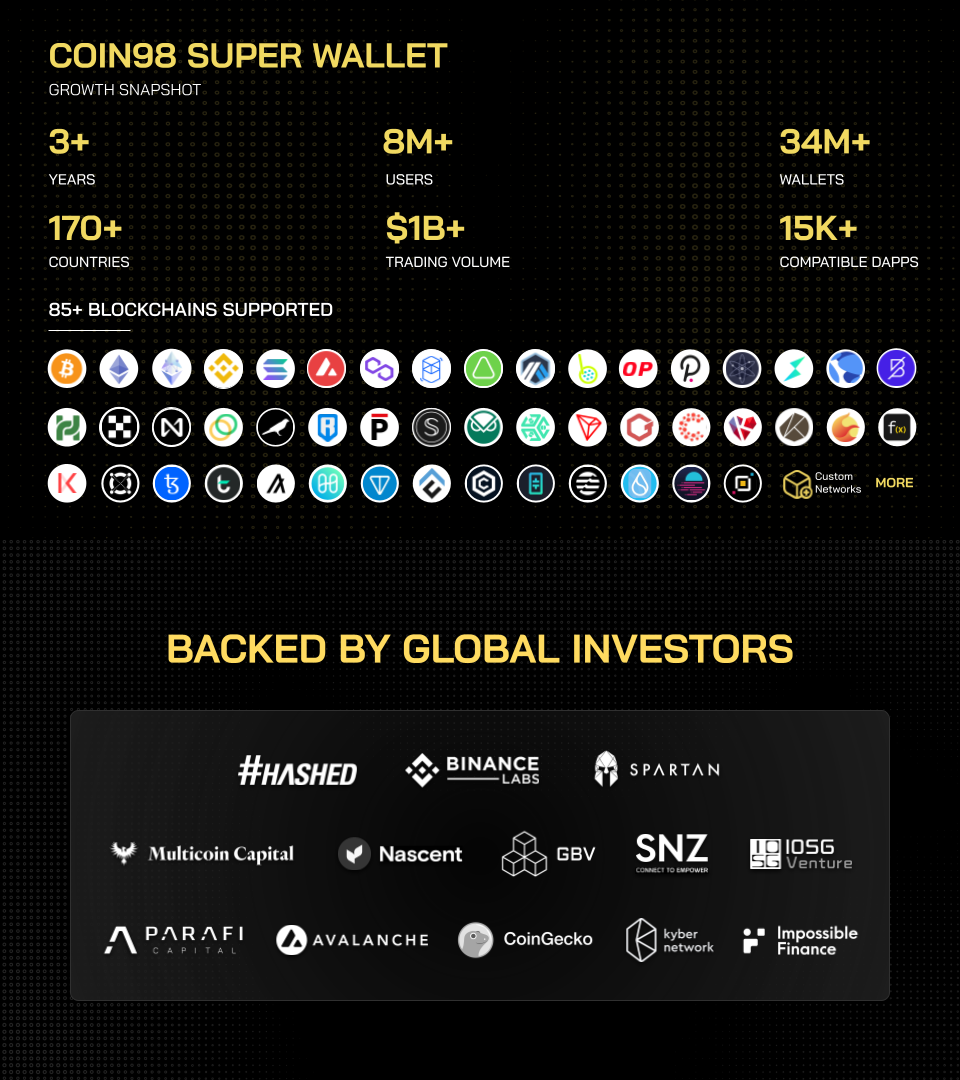 COIN98 SUPER WALLET
GROWTH SNAPSHOT
3+ 8M+ 34M+
YEARS USERS WALLETS
170+ $1B+ 15K+
COUNTRIES TRADING VOLUME COMPATIBLE DAPPS
85+ BLOCKCHAINS SUPPORTED
OP
f(x)
Custom
Networks
MORE
BACKED BY GLOBAL INVESTORS
#HASHED
BINANCE
LABS
SPARTAN
Multicoin Capital
Nascent
GBV
SNZ
CONNECT TO EMPOWER
IOSG
Venture
PARAFI
CAPITAL
AVALANCHE
CoinGecko
kyber
network
Impossible
Finance